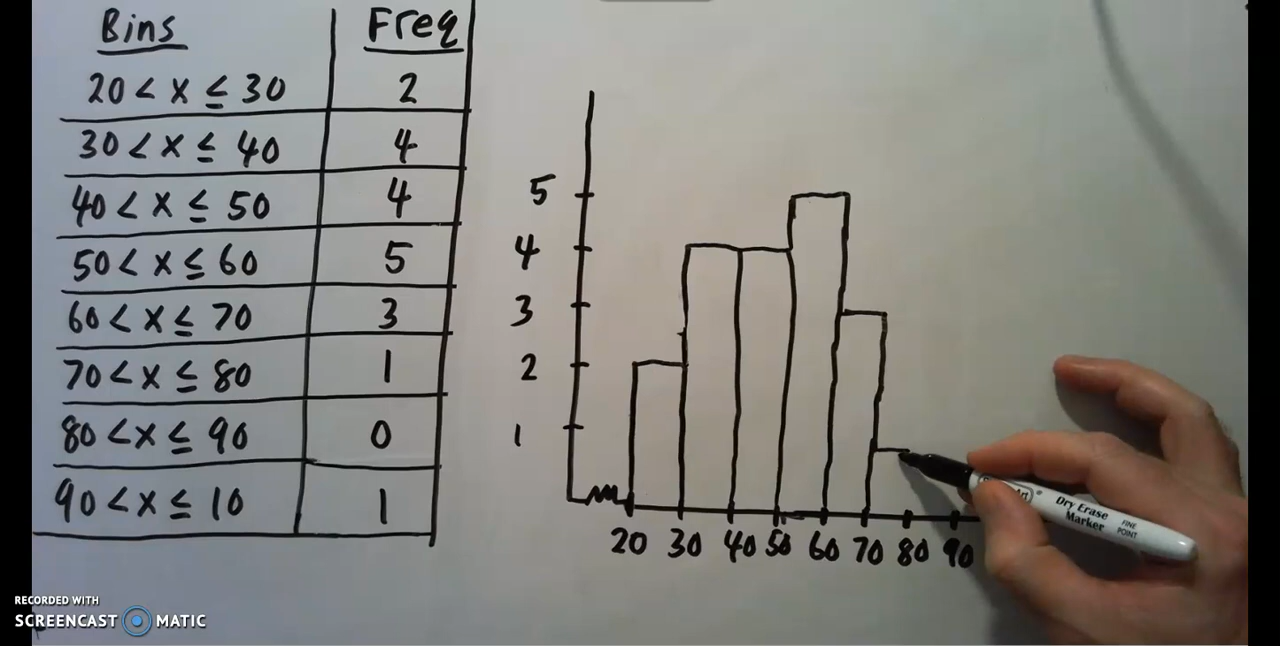 Bins Freq
20 < x ≤ 30 2
30 < x ≤ 40 4
40 < x ≤ 50 4
50 < x ≤ 60 5
60 < x ≤ 70 3
70 < x ≤ 80 1
80 < x ≤ 90 0
90 < x ≤ 10 1
5
4
3
2
1
20 30 40 50 60 70 80 90
Dry Erase
Marker
FINE
POINT
RECORDED WITH
SCREENCAST MATIC